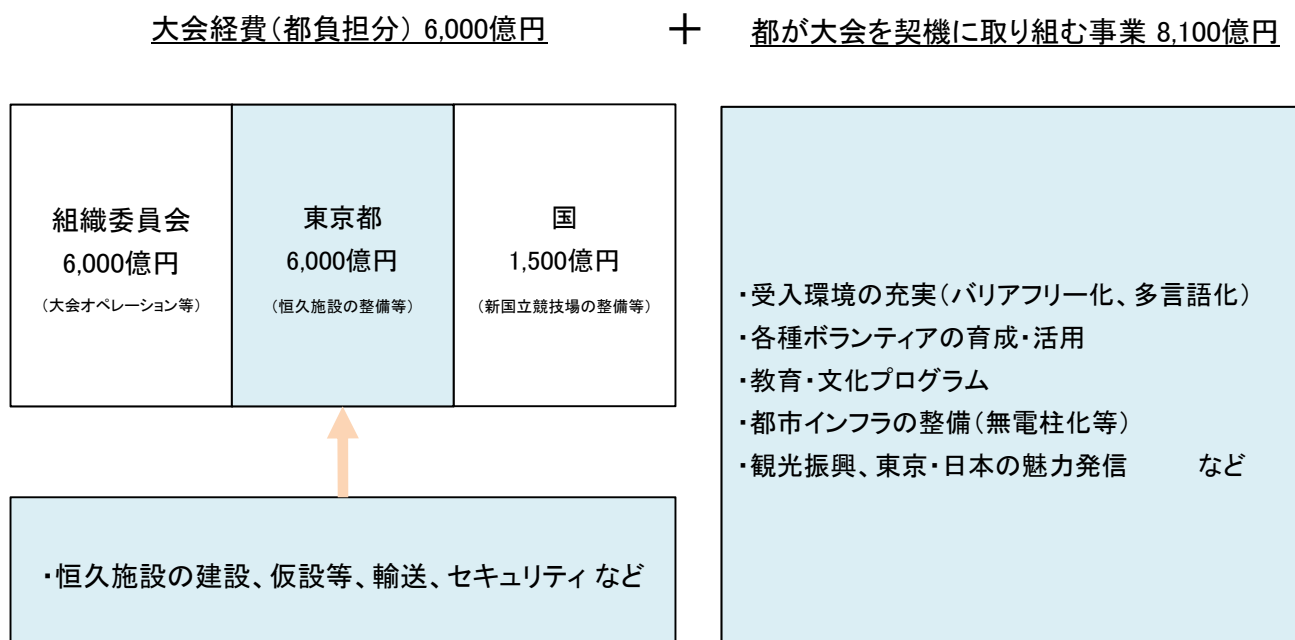 大会経費(都負担分) 6,000億円
+
都が大会を契機に取り組む事業 8,100億円
組織委員会
6,000億円
(大会オペレーション等)
東京都
6,000億円
(恒久施設の整備等)
国
1,500億円
(新国立競技場の整備等)
・恒久施設の建設、仮設等、輸送、セキュリティ など
・受入環境の充実(バリアフリー化、多言語化)
・各種ボランティアの育成・活用
・教育・文化プログラム
・都市インフラの整備(無電柱化等)
・観光振興、東京・日本の魅力発信 など